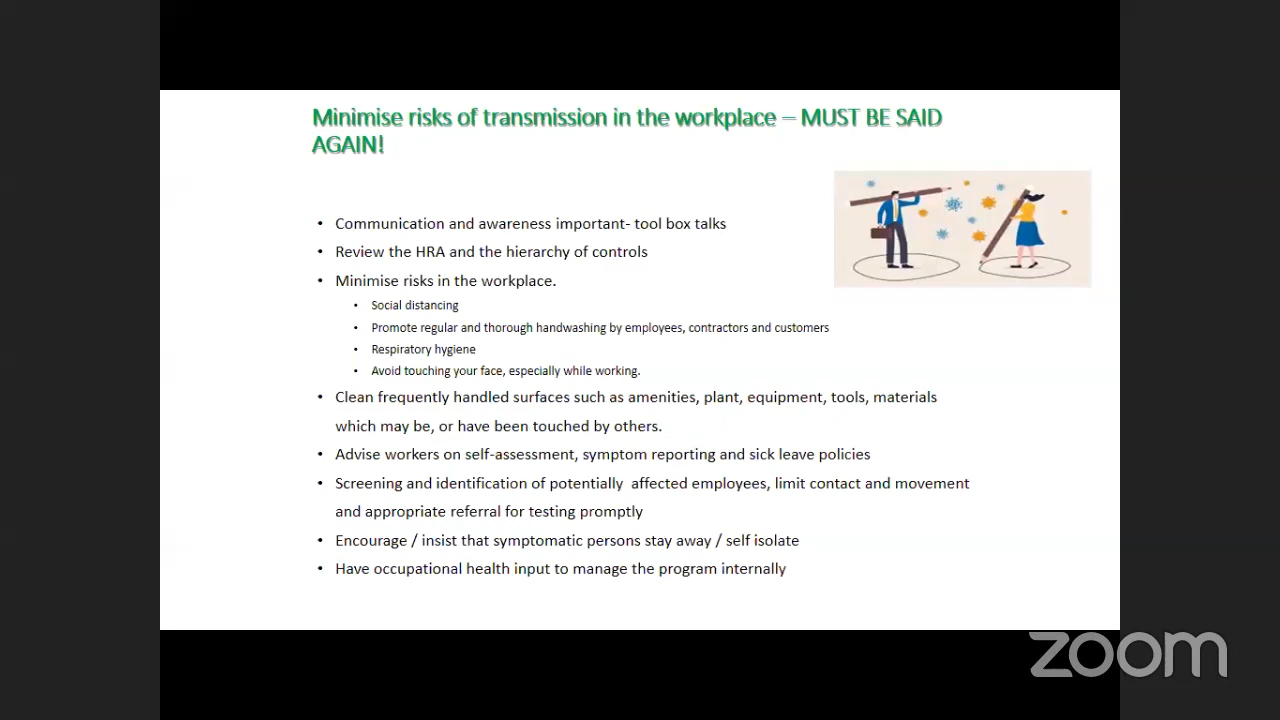 Minimise risks of transmission in the workplace – MUST BE SAID
AGAIN!
• Communication and awareness important- tool box talks
• Review the HRA and the hierarchy of controls
• Minimise risks in the workplace.
• Social distancing
• Promote regular and thorough handwashing by employees, contractors and customers
• Respiratory hygiene
• Avoid touching your face, especially while working.
• Clean frequently handled surfaces such as amenities, plant, equipment, tools, materials
which may be, or have been touched by others.
• Advise workers on self-assessment, symptom reporting and sick leave policies
• Screening and identification of potentially  affected employees, limit contact and movement
and appropriate referral for testing promptly
• Encourage / insist that symptomatic persons stay away / self isolate
• Have occupational health input to manage the program internally
zoom